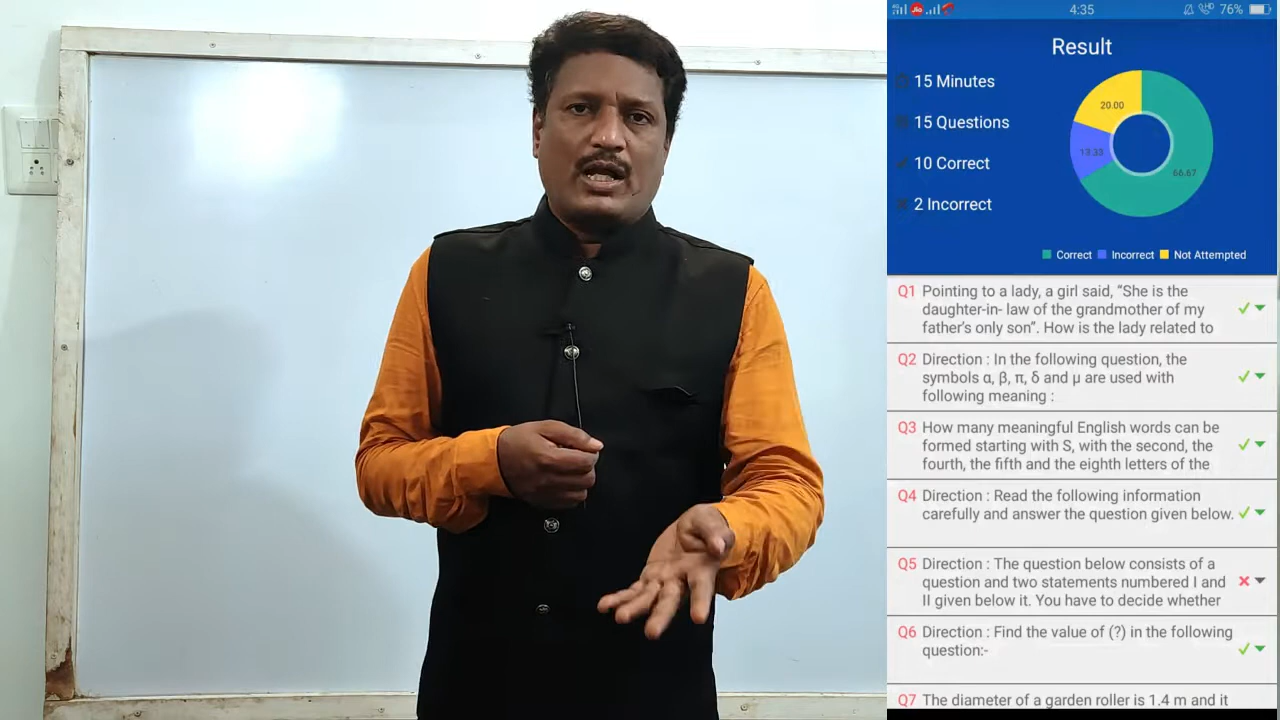 Jio
4:35
76%
Result
15 Minutes
15 Questions
10 Correct
2 Incorrect
20.00
13.33
66.67
Correct
Incorrect
Not Attempted
Q1 Pointing to a lady, a girl said, “She is the
daughter-in- law of the grandmother of my
father's only son”. How is the lady related to
Q2 Direction : In the following question, the
symbols α, β, π, δ and μ are used with
following meaning :
Q3 How many meaningful English words can be
formed starting with S, with the second, the
fourth, the fifth and the eighth letters of the
Q4 Direction : Read the following information
carefully and answer the question given below.
Q5 Direction : The question below consists of a
question and two statements numbered I and
II given below it. You have to decide whether
Q6 Direction : Find the value of (?) in the following
question:-
Q7 The diameter of a garden roller is 1.4 m and it